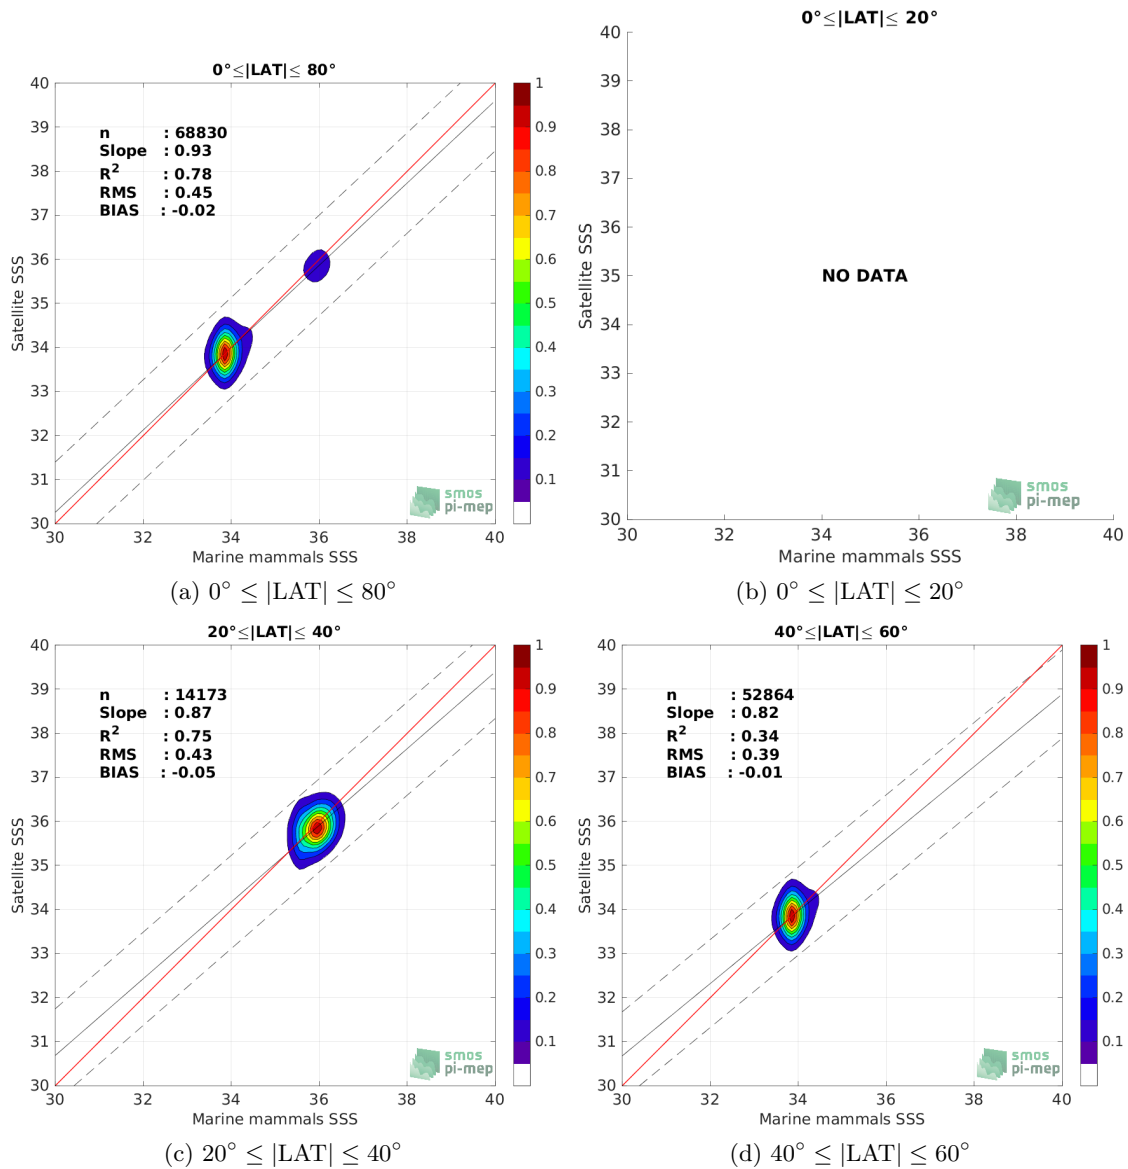 0°≤|LAT|≤ 80°
n : 68830
Slope : 0.93
R² : 0.78
RMS : 0.45
BIAS : -0.02
40
39
38
37
36
35
34
33
32
31
30
30 32 34 36 38 40
Satellite SSS
Marine mammals SSS
1
0.9
0.8
0.7
0.6
0.5
0.4
0.3
0.2
0.1
smos
pi-mep
(a) 0° ≤ |LAT| ≤ 80°
0°≤|LAT|≤ 20°
NO DATA
40
39
38
37
36
35
34
33
32
31
30
30 32 34 36 38 40
Satellite SSS
Marine mammals SSS
smos
pi-mep
(b) 0° ≤ |LAT| ≤ 20°
20°≤|LAT|≤ 40°
n : 14173
Slope : 0.87
R² : 0.75
RMS : 0.43
BIAS : -0.05
40
39
38
37
36
35
34
33
32
31
30
30 32 34 36 38 40
Satellite SSS
Marine mammals SSS
1
0.9
0.8
0.7
0.6
0.5
0.4
0.3
0.2
0.1
smos
pi-mep
(c) 20° ≤ |LAT| ≤ 40°
40°≤|LAT|≤ 60°
n : 52864
Slope : 0.82
R² : 0.34
RMS : 0.39
BIAS : -0.01
40
39
38
37
36
35
34
33
32
31
30
30 32 34 36 38 40
Satellite SSS
Marine mammals SSS
1
0.9
0.8
0.7
0.6
0.5
0.4
0.3
0.2
0.1
smos
pi-mep
(d) 40° ≤ |LAT| ≤ 60°